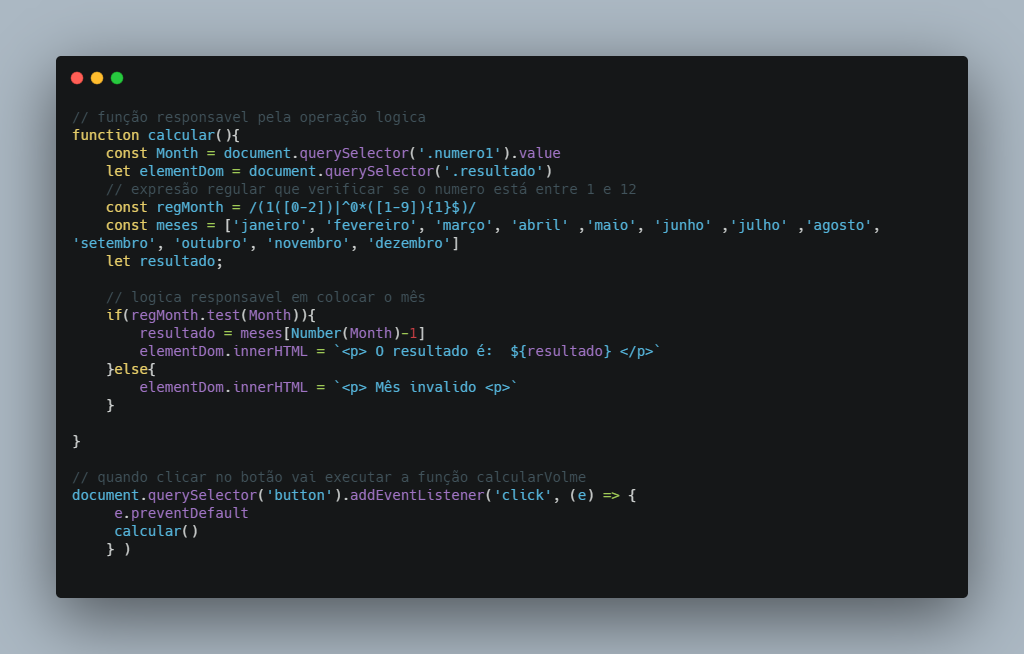 // função responsavel pela operação logica
function calcular(){
    const Month = document.querySelector('.numero1').value
    let elementDom = document.querySelector('.resultado')
    // expresão regular que verificar se o numero está entre 1 e 12
    const regMonth = /(1([0-2])|^0*([1-9]){1}$)/
    const meses = ['janeiro', 'fevereiro', 'março', 'abril' ,'maio', 'junho' ,'julho' ,'agosto',
'setembro', 'outubro', 'novembro', 'dezembro']
    let resultado;
    // logica responsavel em colocar o mês
    if(regMonth.test(Month)){
        resultado = meses[Number(Month)-1]
        elementDom.innerHTML = `<p> O resultado é:  ${resultado} </p>`
    }else{
        elementDom.innerHTML = `<p> Mês invalido <p>`
    }
}
// quando clicar no botão vai executar a função calcularVolme
document.querySelector('button').addEventListener('click', (e) => {
     e.preventDefault
     calcular()
    } )